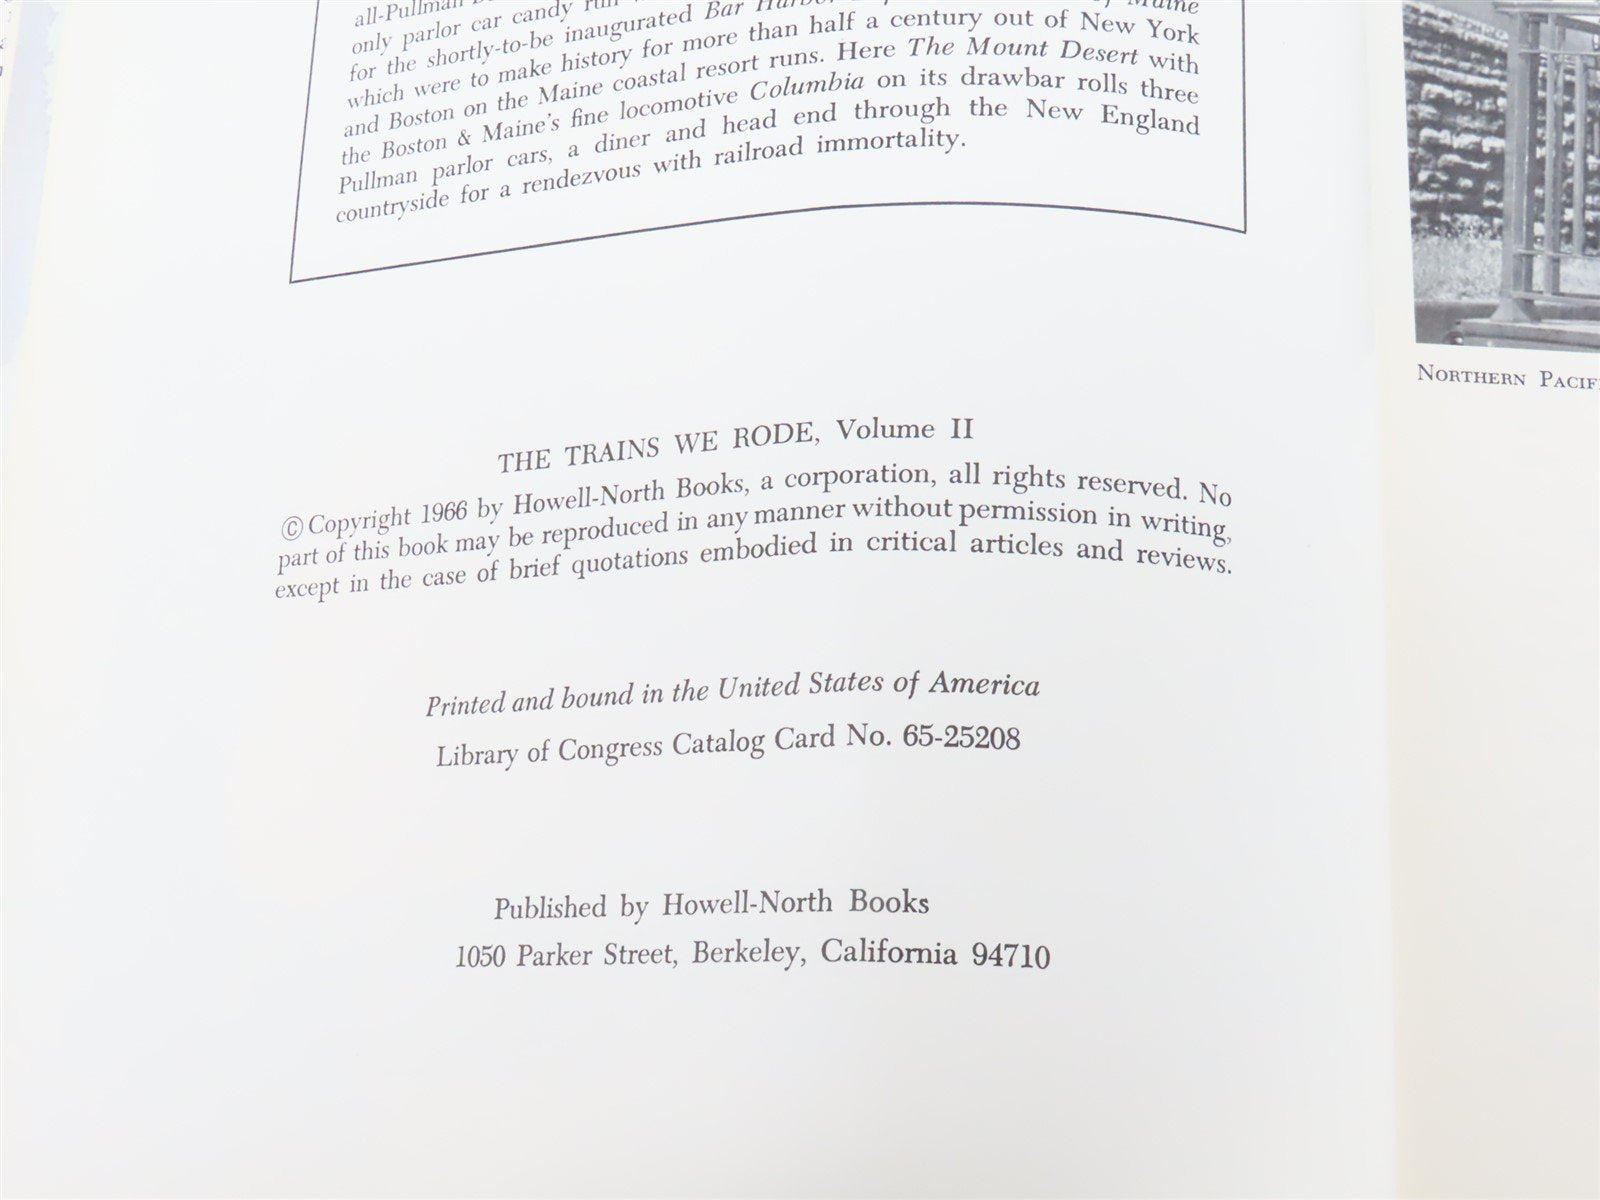 all-Pullman
only parlor car candy run
for the shortly-to-be inaugurated Bar Harbor Maine
which were to make history for more than half a century out of New York
and Boston on the Maine coastal resort runs. Here The Mount Desert with
the Boston & Maine's fine locomotive Columbia on its drawbar rolls three
Pullman parlor cars, a diner and head end through the New England
countryside for a rendezvous with railroad immortality.
THE TRAINS WE RODE, Volume II
© Copyright 1966 by Howell-North Books, a corporation, all rights reserved. No
part of this book may be reproduced in any manner without permission in writing,
except in the case of brief quotations embodied in critical articles and reviews.
Printed and bound in the United States of America
Library of Congress Catalog Card No. 65-25208
Published by Howell-North Books
1050 Parker Street, Berkeley, California 94710
NORTHERN PACIF